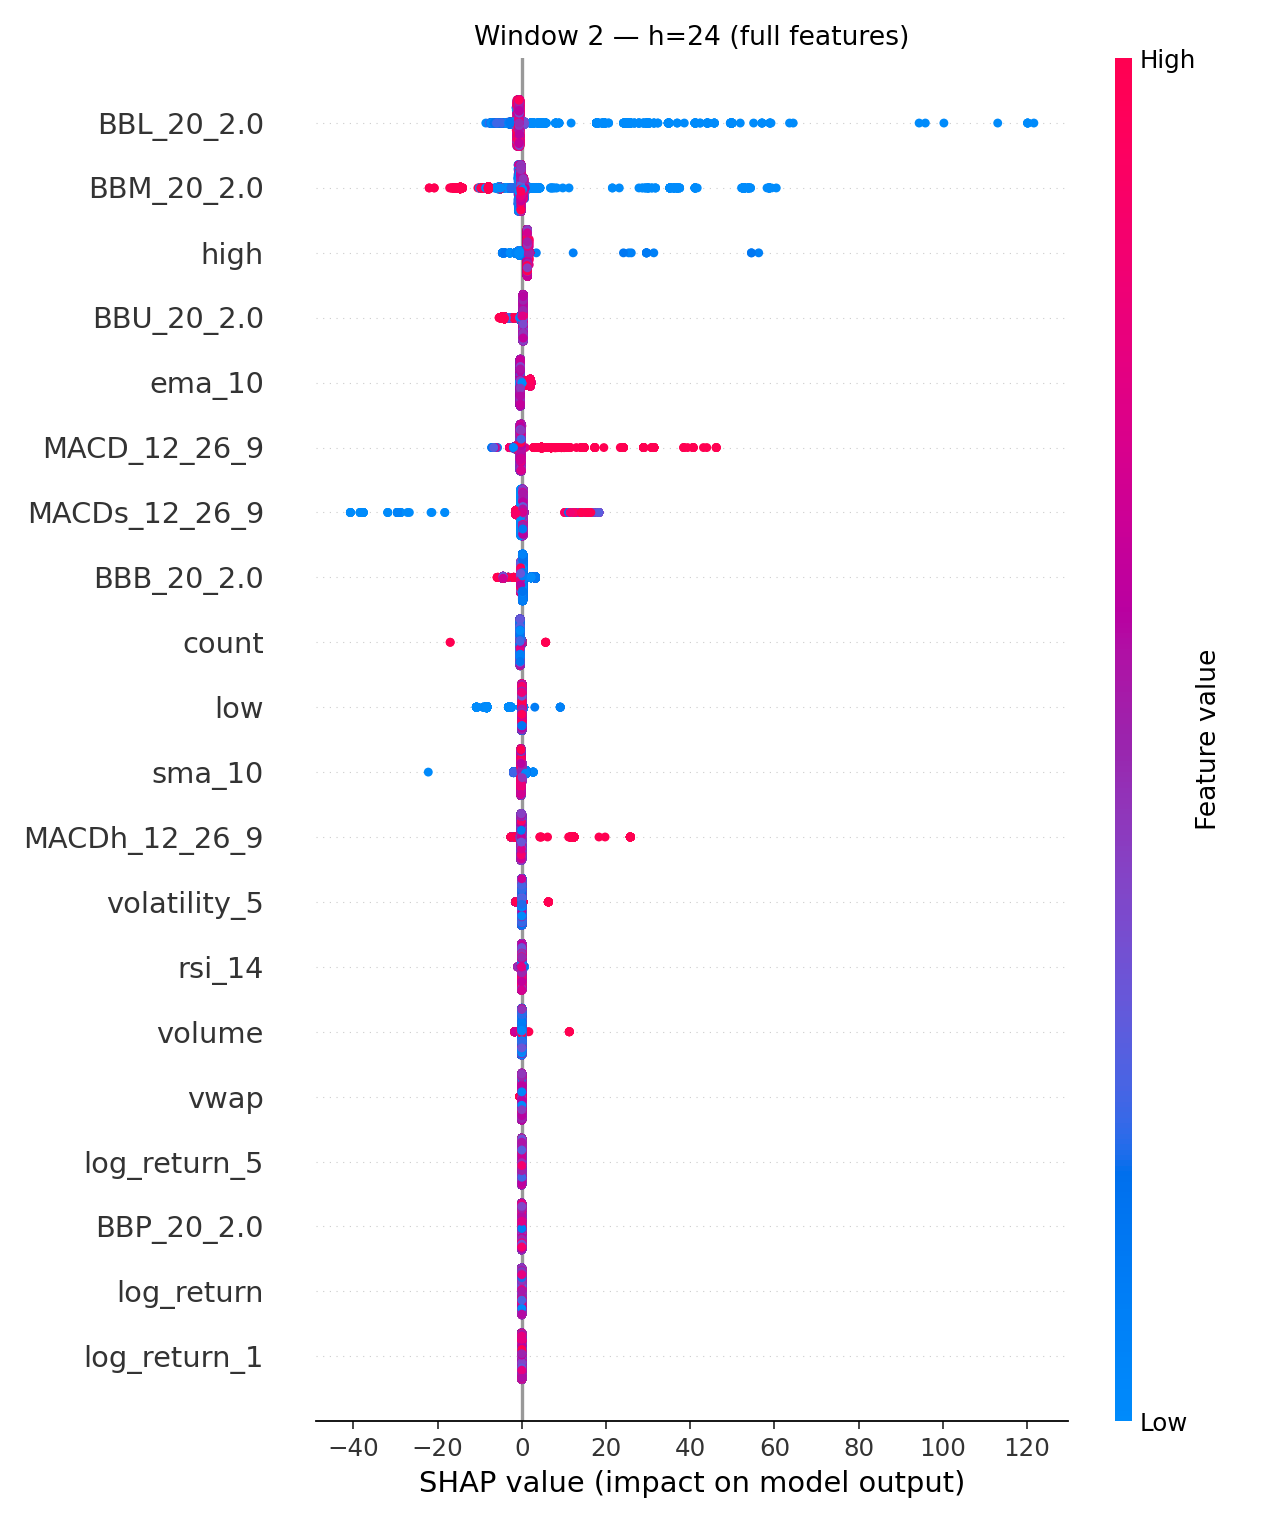 Window 2 — h=24 (full features)
High
BBL_20_2.0
BBM_20_2.0
high
BBU_20_2.0
ema_10
MACD_12_26_9
MACDs_12_26_9
BBB_20_2.0
count
low
sma_10
MACDh_12_26_9
volatility_5
rsi_14
volume
vwap
log_return_5
BBP_20_2.0
log_return
log_return_1
Feature value
Low
−40 −20 0 20 40 60 80 100 120
SHAP value (impact on model output)